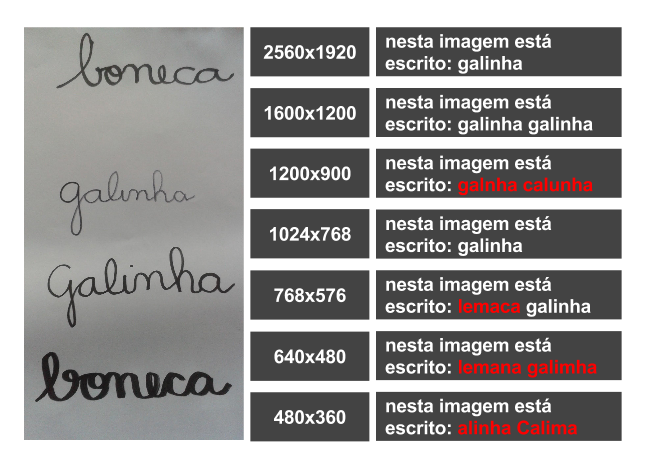 boneca
galinha
galinha
boneca
2560x1920
nesta imagem está
escrito: galinha
1600x1200
nesta imagem está
escrito: galinha galinha
1200x900
nesta imagem está
escrito: galnha calunha
1024x768
nesta imagem está
escrito: galinha
768x576
nesta imagem está
escrito: lemaca galinha
640x480
nesta imagem está
escrito: lemana galimha
480x360
nesta imagem está
escrito: alinha Calima